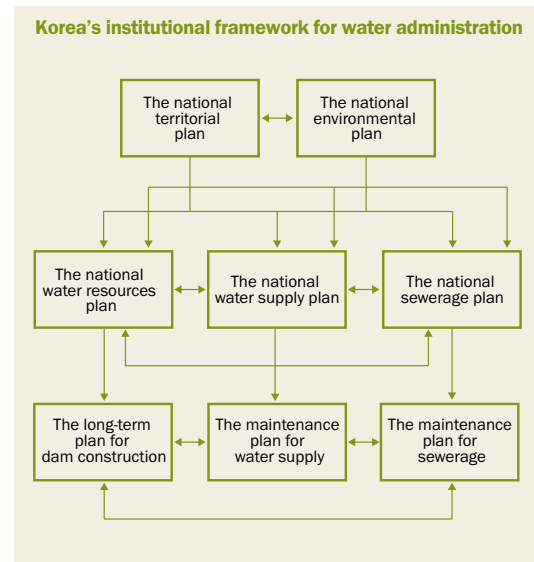 Korea's institutional framework for water administration
The national
territorial
plan
The national
environmental
plan
The national
water resources
plan
The national
water supply plan
The national
sewerage plan
The long-term
plan for
dam construction
The maintenance
plan for
water supply
The maintenance
plan for
sewerage